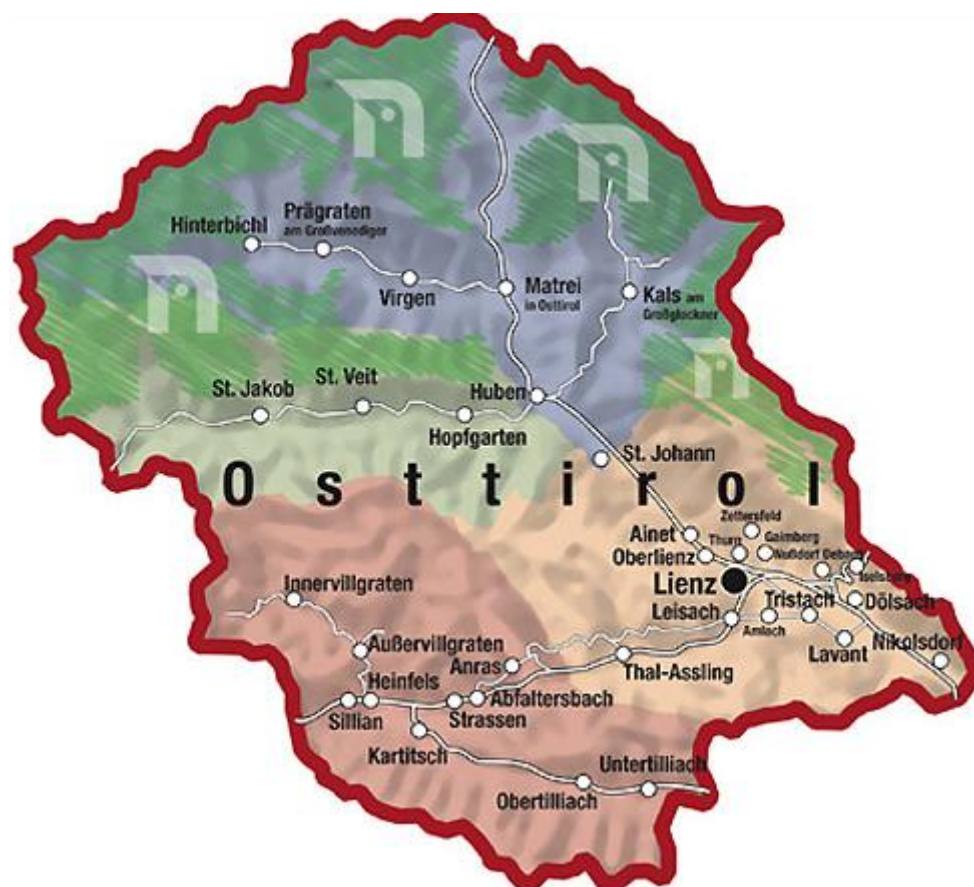 Prägraten
am Großvenediger
Hinterbichl
Matrei
in Osttirol
Virgen
Kals am
Großglockner
St. Veit
St. Jakob
Huben
Hopfgarten
St. Johann
Osttirol
Zettersfeld
Ainet
Thurn
Gaimberg
Oberlienz
Nußdorf Debant
Lienz
Iselsberg
Innervillgraten
Dölsach
Leisach
Tristach
Amlach
Außervillgraten
Nikolsdorf
Lavant
Anras
Thal-Assling
Heinfels
Abfaltersbach
Sillian
Strassen
Kartitsch
Untertilliach
Obertilliach